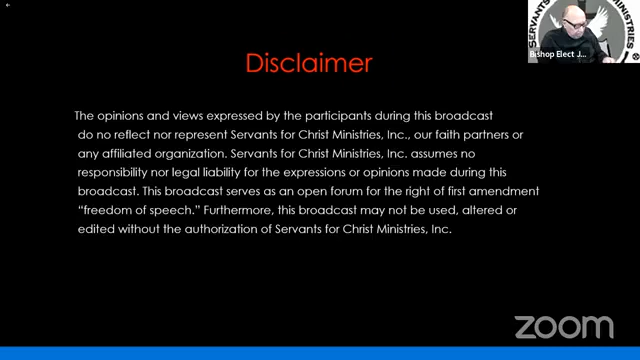 SERVANTS
MINISTRIES
Bishop Elect J...
Disclaimer
The opinions and views expressed by the participants during this broadcast
do no reflect nor represent Servants for Christ Ministries, Inc., our faith partners or
any affiliated organization. Servants for Christ Ministries, Inc. assumes no
responsibility nor legal liability for the expressions or opinions made during this
broadcast. This broadcast serves as an open forum for the right of first amendment
“freedom of speech.” Furthermore, this broadcast may not be used, altered or
edited without the authorization of Servants for Christ Ministries, Inc.
zoom